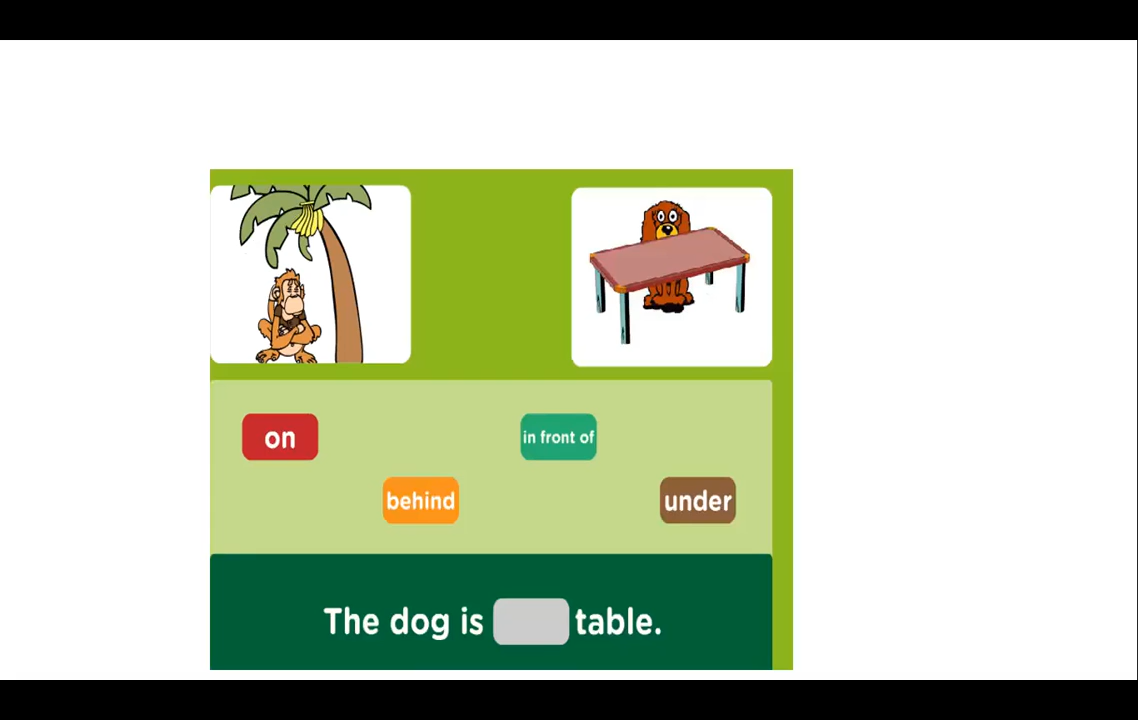 on
in front of
behind
under
The dog is table.